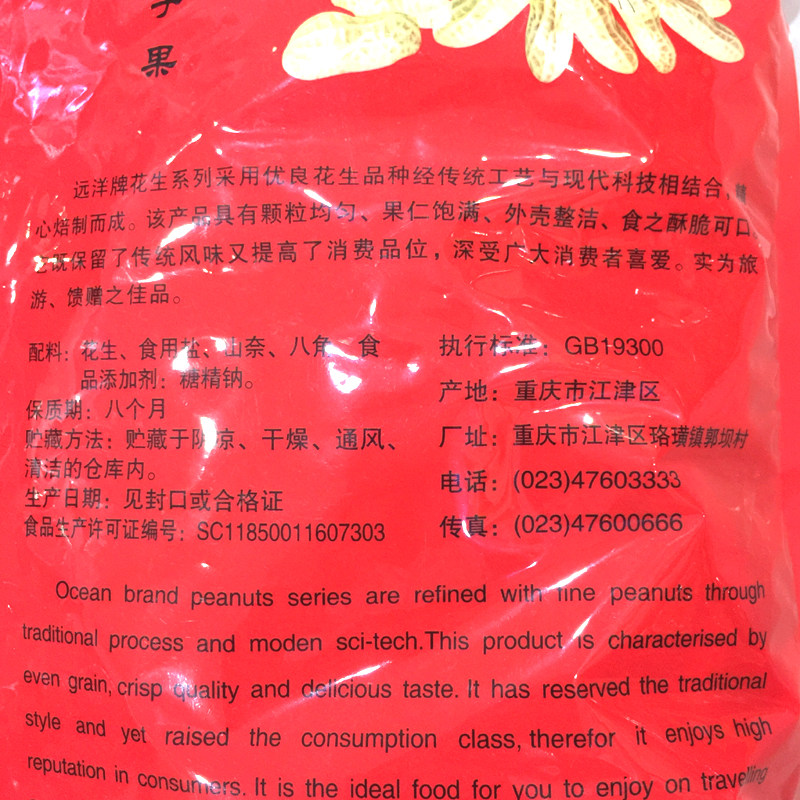 果
远洋牌花生系列采用优良花生品种经传统工艺与现代科技相结合,精
心焙制而成。该产品具有颗粒均匀、果仁饱满、外壳整洁、食之酥脆可口
之既保留了传统风味又提高了消费品位，深受广大消费者喜爱。实为旅
游、馈赠之佳品。
配料：花生、食用盐、山奈、八角、食
品添加剂：糖精钠。
保质期：八个月
贮藏方法：贮藏于阴凉、干燥、通风、
清洁的仓库内。
生产日期：见封口或合格证
食品生产许可证编号：SC11850011607303
执行标准：GB19300
产地：重庆市江津区
厂址：重庆市江津区珞璜镇郭坝村
电话：(023)47603333
传真：(023)47600666
Ocean brand peanuts series are refined with fine peanuts through
traditional process and moden sci-tech.This product is characterised by
even grain, crisp quality and delicious taste. It has reserved the traditional
style and yet raised the consumption class, therefor it enjoys high
reputation in consumers. It is the ideal food for you to enjoy on travelling